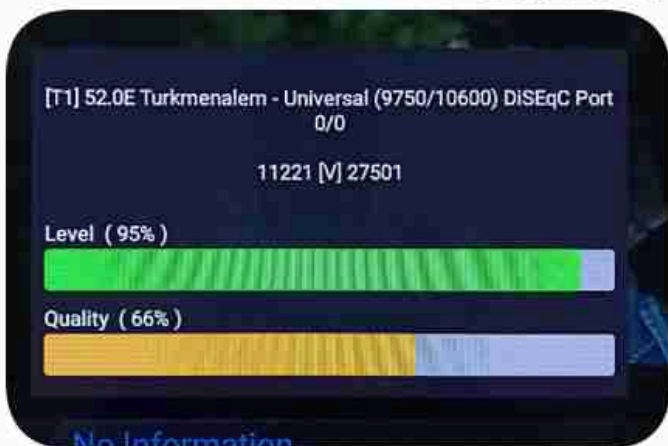 [T1] 52.0E Turkmenalem - Universal (9750/10600) DiSEqC Port
0/0
11221 [V] 27501
Level ( 95% )
Quality ( 66% )
No Information